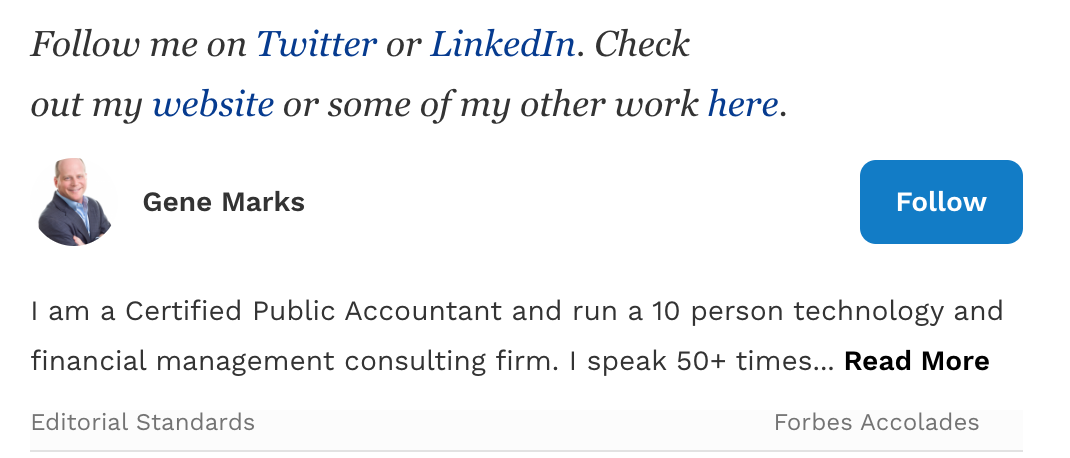 Follow me on Twitter or LinkedIn. Check
out my website or some of my other work here.
Gene Marks
Follow
I am a Certified Public Accountant and run a 10 person technology and
financial management consulting firm. I speak 50+ times... Read More
Editorial Standards
Forbes Accolades